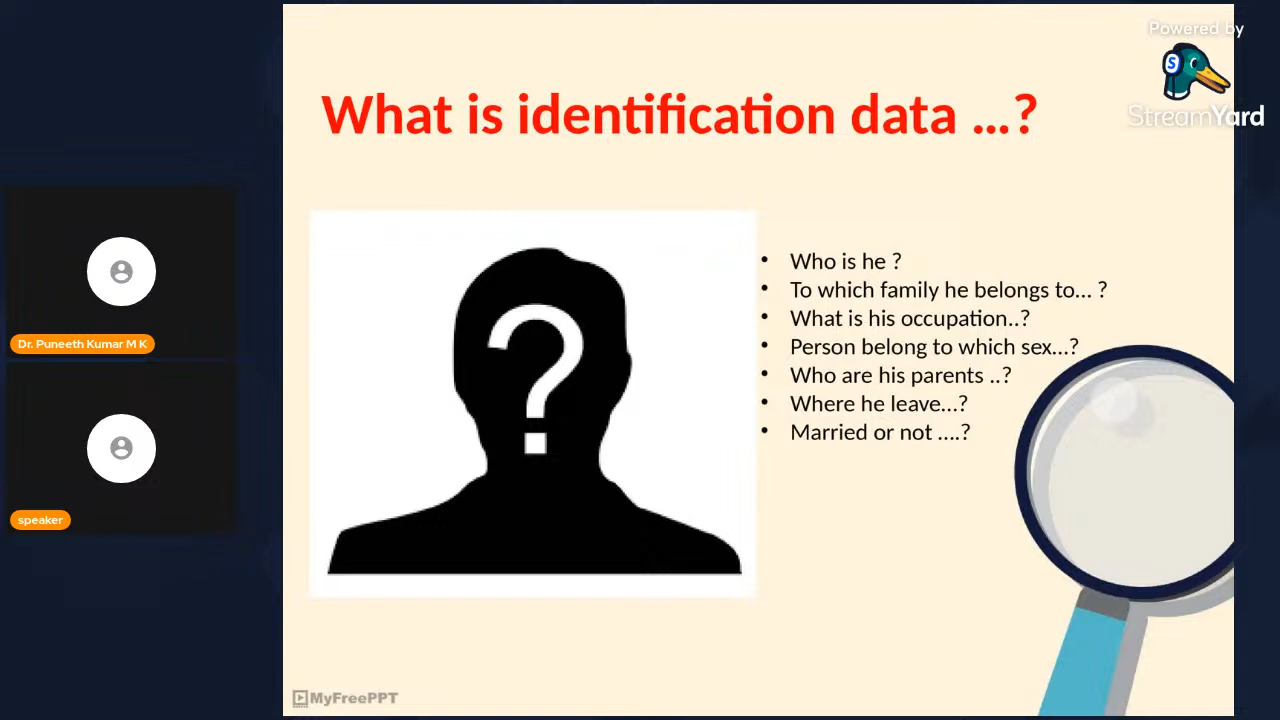 Powered by
StreamYard
What is identification data ...?
• Who is he ?
• To which family he belongs to... ?
• What is his occupation..?
• Person belong to which sex...?
• Who are his parents ..?
• Where he leave...?
• Married or not ....?
?
Dr. Puneeth Kumar M K
speaker
MyFreePPT